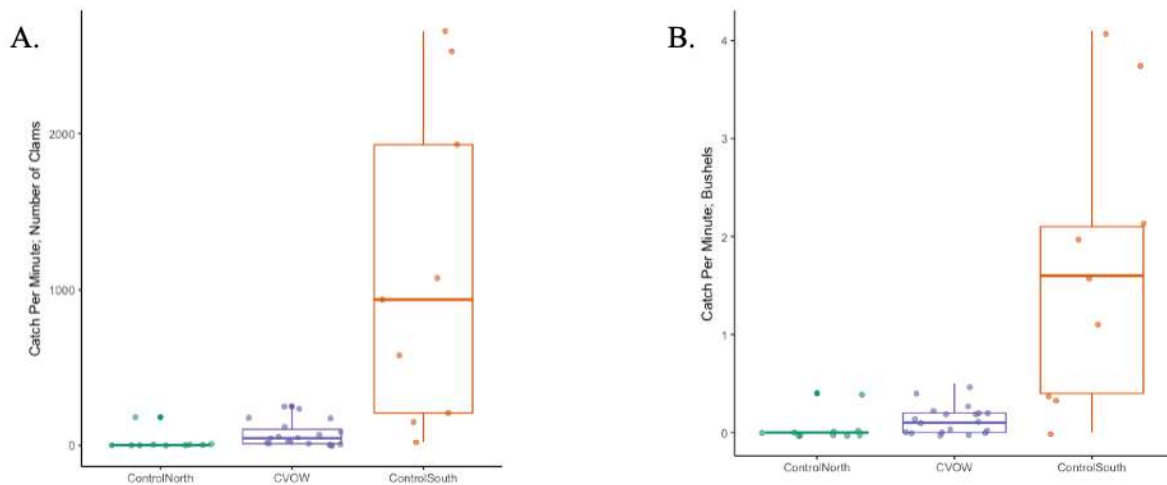 A.
Catch Per Minute; Number of Clams
2000
1000
0
ControlNorth
CVOW
ControlSouth
B.
Catch Per Minute; Bushels
4
3
2
1
0
ControlNorth
CVOW
ControlSouth